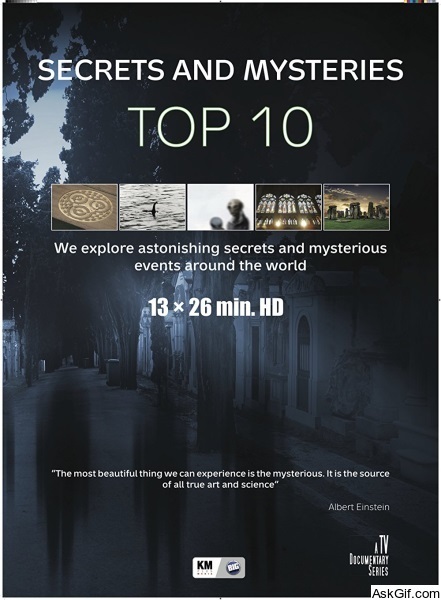 SECRETS AND MYSTERIES
TOP 10
We explore astonishing secrets and mysterious
events around the world
13 × 26 min. HD
“The most beautiful thing we can experience is the mysterious. It is the source
of all true art and science”
Albert Einstein
A TV
DOCUMENTARY
SERIES
KM
BIG
AskGif.com